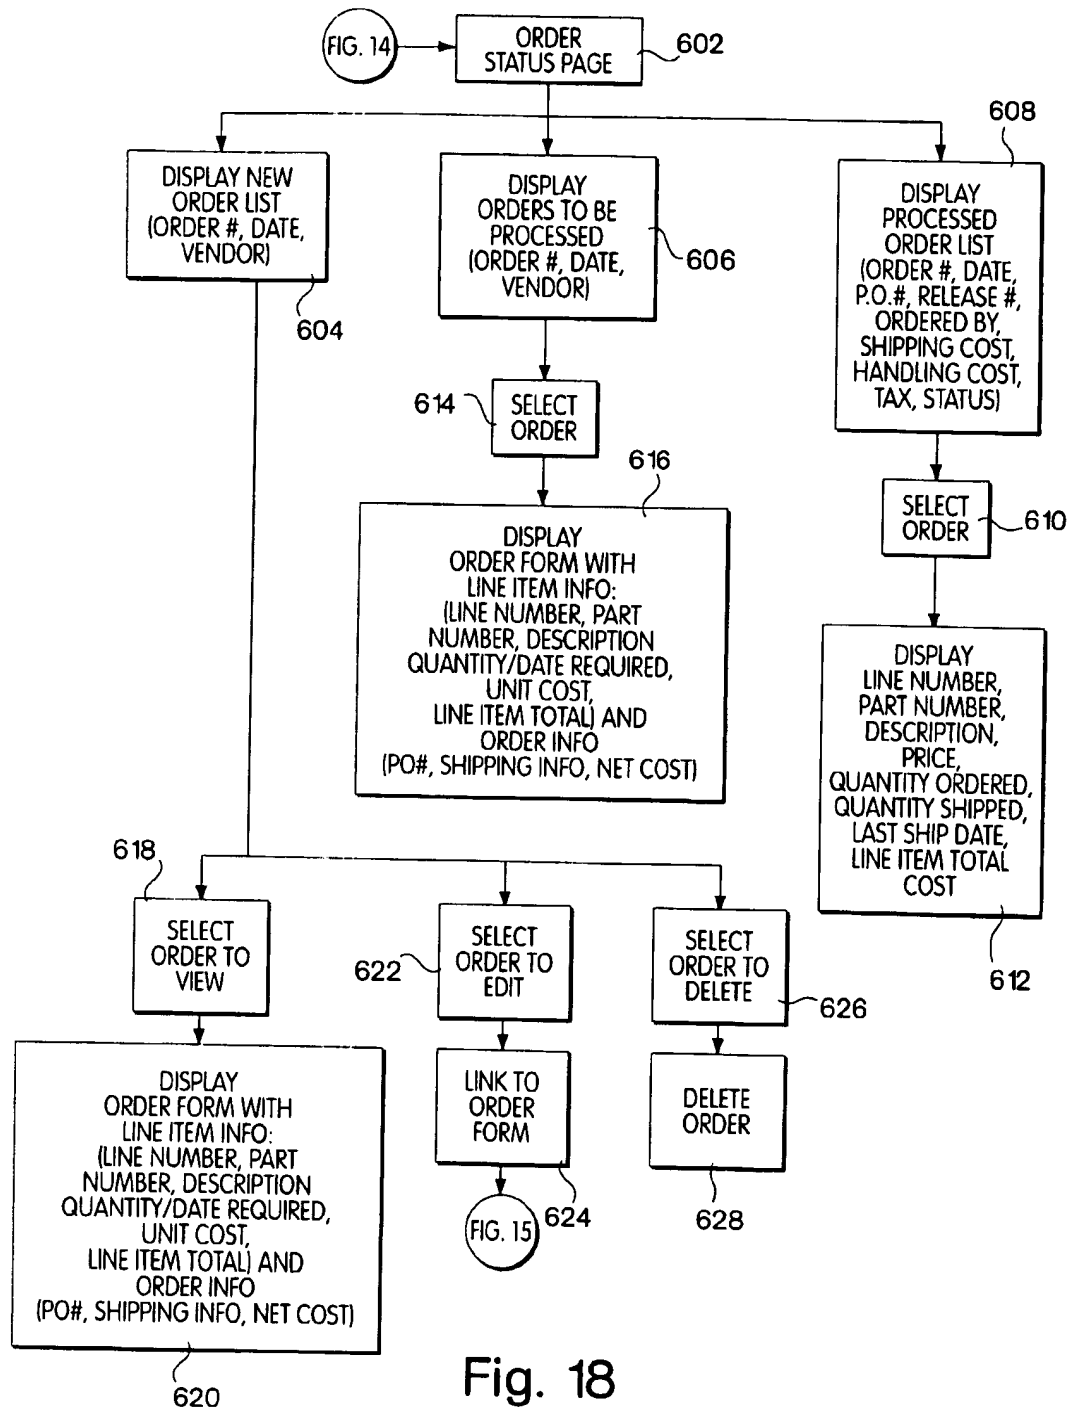 FIG. 14
ORDER
STATUS PAGE
602
DISPLAY NEW
ORDER LIST
(ORDER #, DATE,
VENDOR)
604
DISPLAY
ORDERS TO BE
PROCESSED
(ORDER #, DATE,
VENDOR)
606
608
DISPLAY
PROCESSED
ORDER LIST
(ORDER #, DATE,
P.O.#, RELEASE #,
ORDERED BY,
SHIPPING COST,
HANDLING COST,
TAX, STATUS)
614
SELECT
ORDER
616
DISPLAY
ORDER FORM WITH
LINE ITEM INFO:
(LINE NUMBER, PART
NUMBER, DESCRIPTION
QUANTITY/DATE REQUIRED,
UNIT COST,
LINE ITEM TOTAL) AND
ORDER INFO
(PO#, SHIPPING INFO, NET COST)
SELECT
ORDER
610
DISPLAY
LINE NUMBER,
PART NUMBER,
DESCRIPTION,
PRICE,
QUANTITY ORDERED,
QUANTITY SHIPPED,
LAST SHIP DATE,
LINE ITEM TOTAL
COST
612
618
SELECT
ORDER TO
VIEW
622
SELECT
ORDER TO
EDIT
SELECT
ORDER TO
DELETE
626
DISPLAY
ORDER FORM WITH
LINE ITEM INFO:
(LINE NUMBER, PART
NUMBER, DESCRIPTION
QUANTITY/DATE REQUIRED,
UNIT COST,
LINE ITEM TOTAL) AND
ORDER INFO
(PO#, SHIPPING INFO, NET COST)
620
LINK TO
ORDER
FORM
624
FIG. 15
DELETE
ORDER
628
Fig. 18